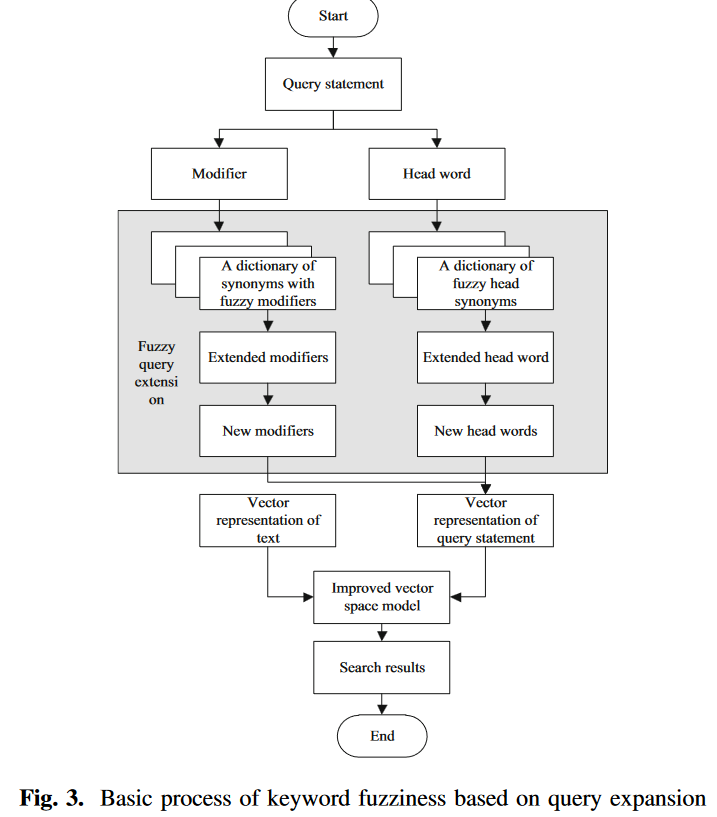 Start
Query statement
Modifier
Head word
A dictionary of
synonyms with
fuzzy modifiers
A dictionary of
fuzzy head
synonyms
Fuzzy
query
extensi
on
Extended modifiers
Extended head word
New modifiers
New head words
Vector
representation of
text
Vector
representation of
query statement
Improved vector
space model
Search results
End
Fig. 3. Basic process of keyword fuzziness based on query expansion